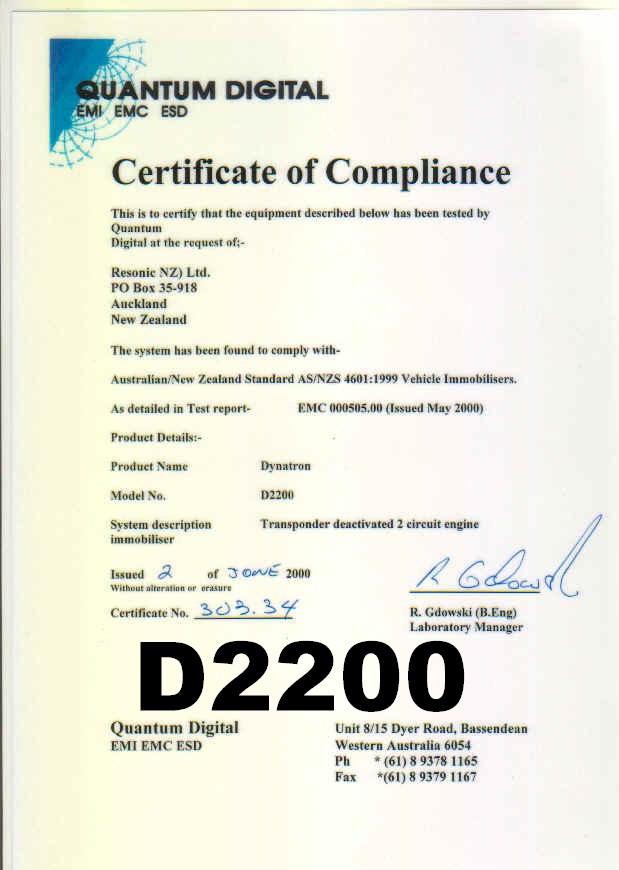 QUANTUM DIGITAL
EMI EMC ESD
Certificate of Compliance
This is to certify that the equipment described below has been tested by
Quantum
Digital at the request of;-
Resonic NZ) Ltd.
PO Box 35-918
Auckland
New Zealand
The system has been found to comply with-
Australian/New Zealand Standard AS/NZS 4601:1999 Vehicle Immobilisers.
As detailed in Test report- EMC 000505.00 (Issued May 2000)
Product Details:-
Product Name Dynatron
Model No. D2200
System description Transponder deactivated 2 circuit engine
immobiliser
Issued 2 of JUNE 2000
Without alteration or erasure
Certificate No. 303.34
R Gdowski
R. Gdowski (B.Eng)
Laboratory Manager
D2200
Quantum Digital
EMI EMC ESD
Unit 8/15 Dyer Road, Bassendean
Western Australia 6054
Ph * (61) 8 9378 1165
Fax *(61) 8 9379 1167